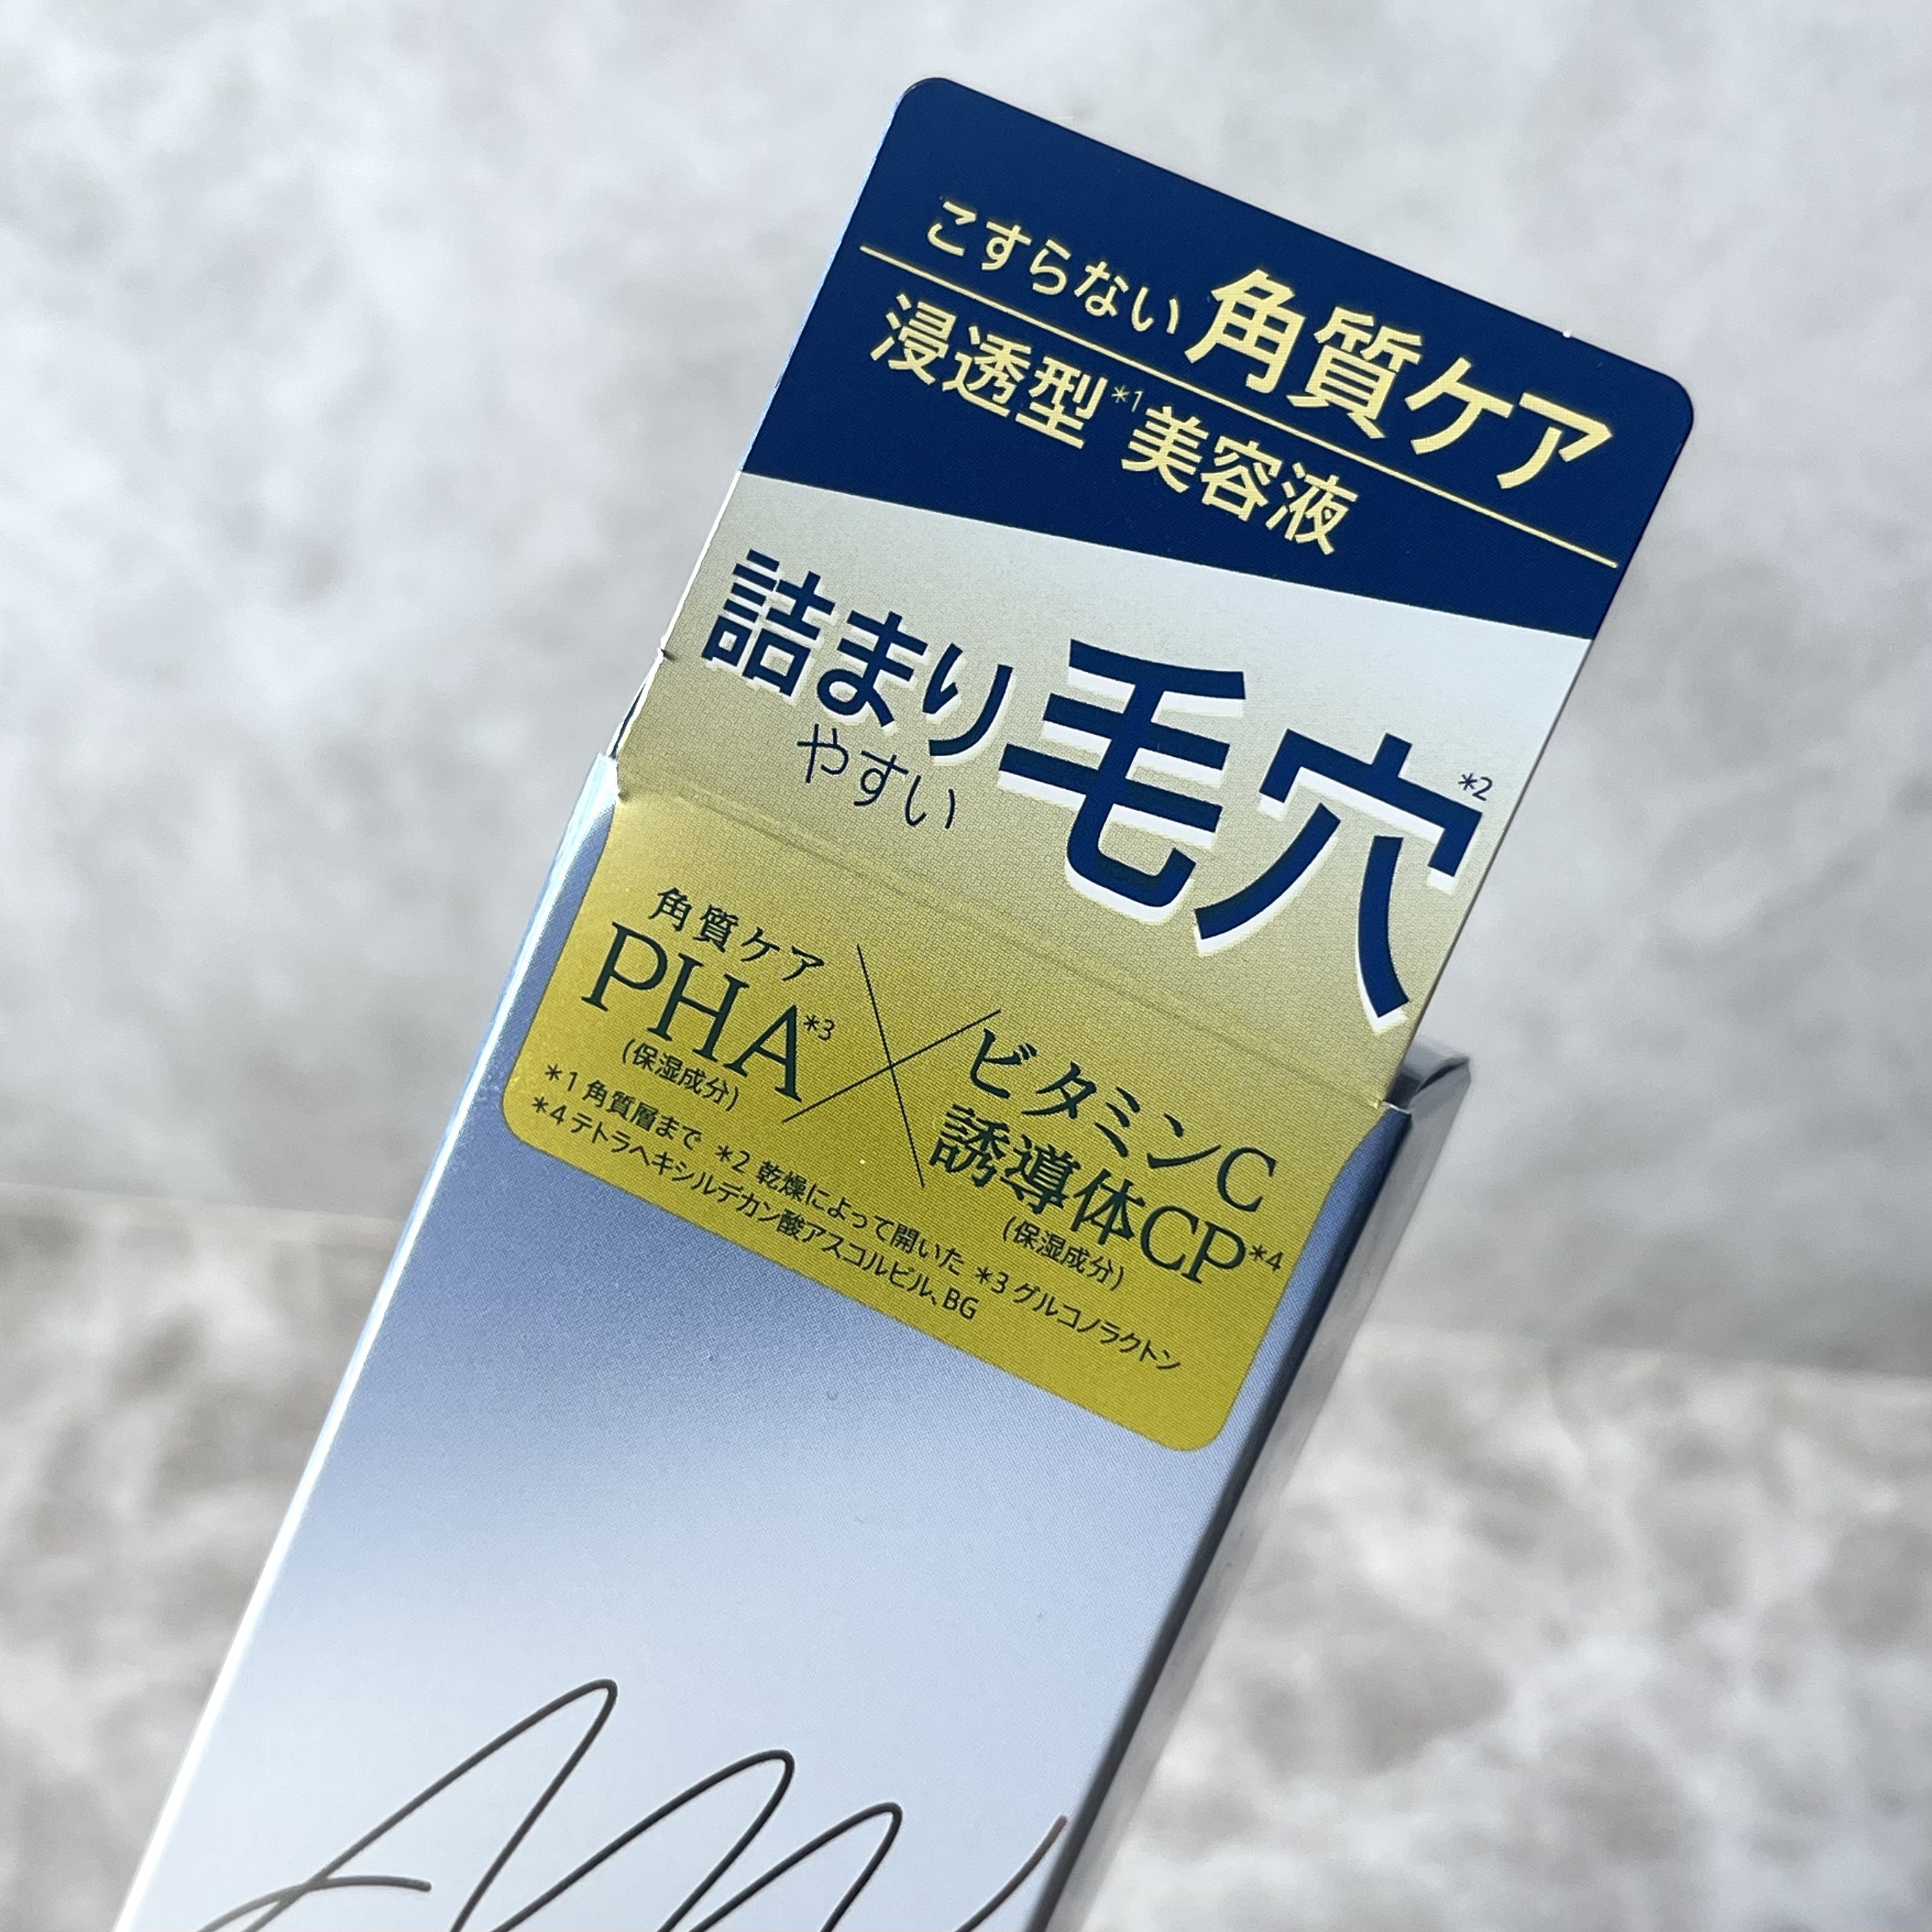 こすらない角質ケア
浸透型*1美容液
詰まりやすい毛穴*2
角質ケア
PHA*3
(保湿成分)
ビタミンC
誘導体CP*4
(保湿成分)
*1 角質層まで *2 乾燥によって開いた *3 グルコノラクトン
*4 テトラヘキシルデカン酸アスコルビル、BG